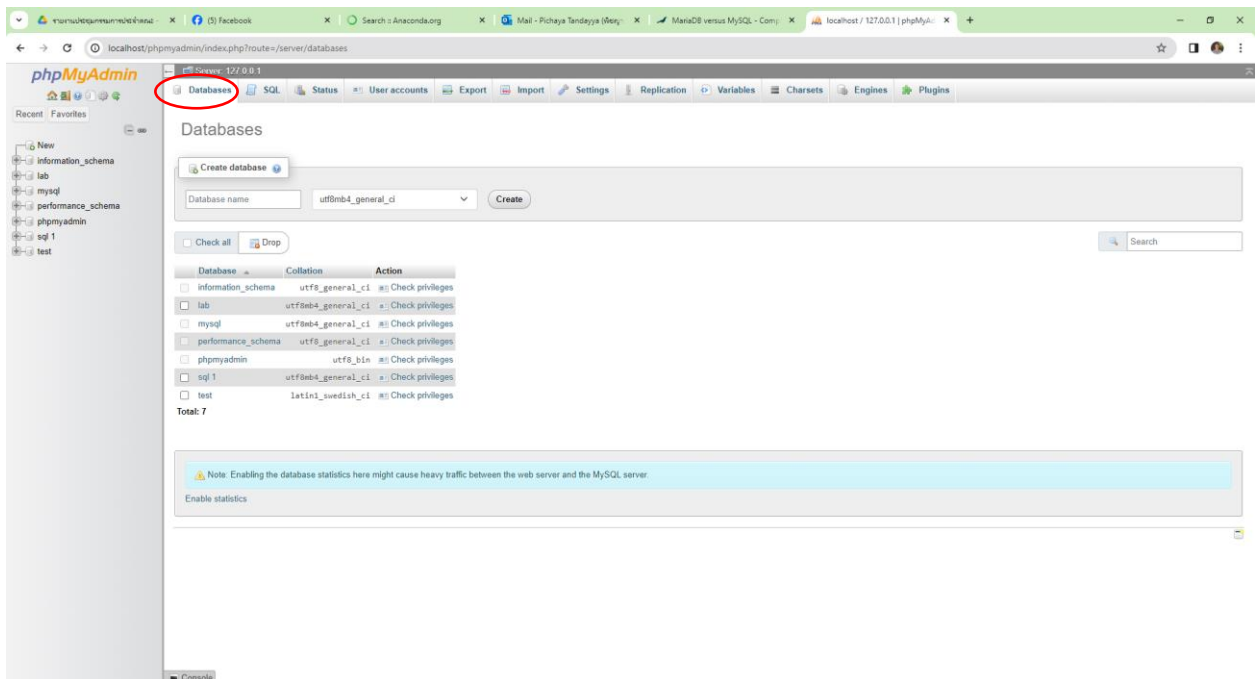 (5) Facebook
Search :: Anaconda.org
Mail - Pichaya Tandayya
MariaDB versus MySQL - Comp
localhost / 127.0.0.1 | phpMyAd
localhost/phpmyadmin/index.php?route=/server/databases
phpMyAdmin
Recent Favorites
New
information_schema
lab
mysql
performance_schema
phpmyadmin
sql 1
test
Server: 127.0.0.1
Databases SQL Status User accounts Export Import Settings Replication Variables Charsets Engines Plugins
Databases
Create database
Database name utf8mb4_general_ci Create
Check all Drop Search
Database Collation Action
information_schema utf8_general_ci Check privileges
lab utf8mb4_general_ci Check privileges
mysql utf8mb4_general_ci Check privileges
performance_schema utf8_general_ci Check privileges
phpmyadmin utf8_bin Check privileges
sql 1 utf8mb4_general_ci Check privileges
test latin1_swedish_ci Check privileges
Total: 7
Note: Enabling the database statistics here might cause heavy traffic between the web server and the MySQL server.
Enable statistics
Console